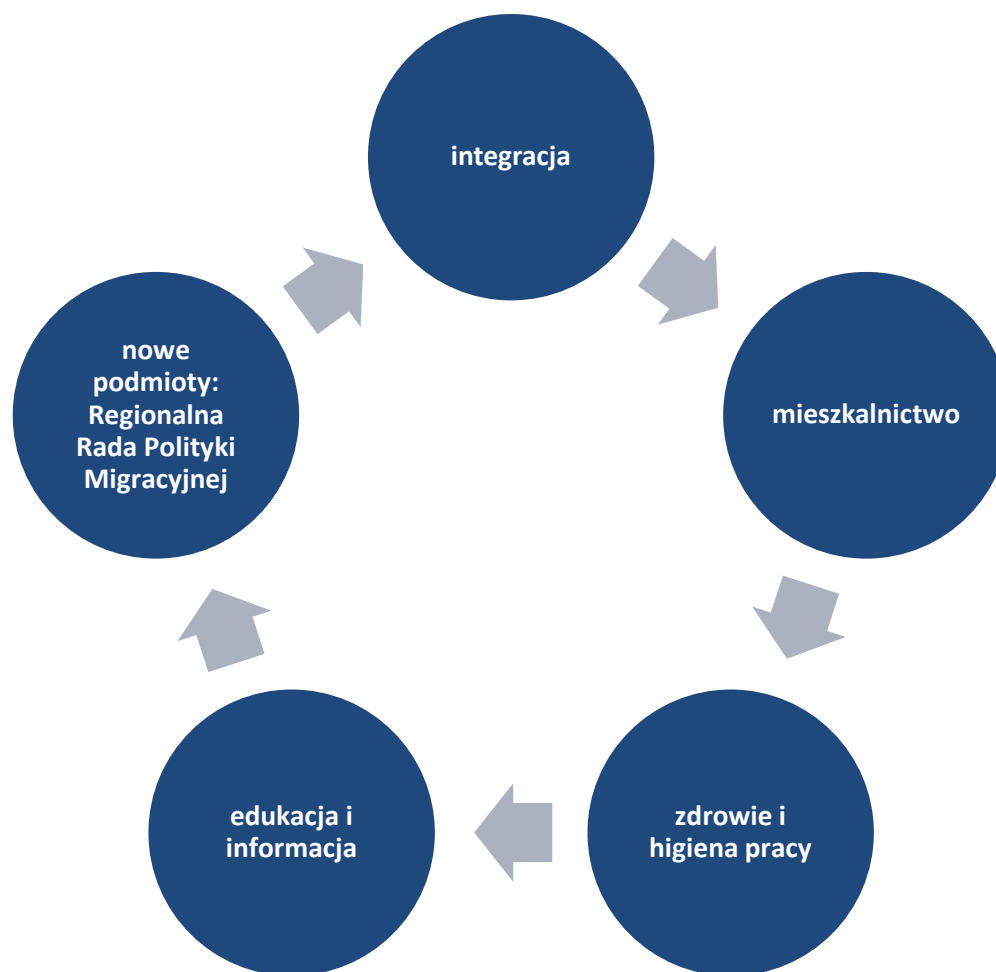 integracja
mieszkalnictwo
zdrowie i
higiena pracy
edukacja i
informacja
nowe
podmioty:
Regionalna
Rada Polityki
Migracyjnej